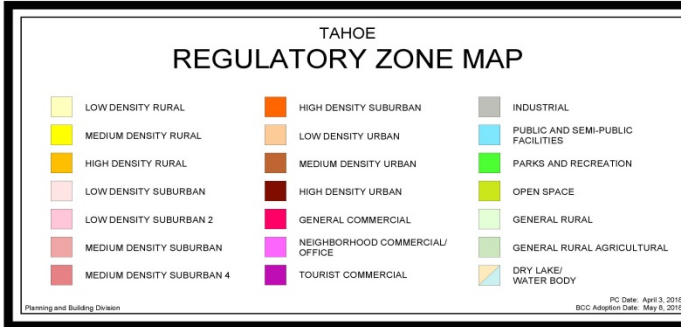 TAHOE
REGULATORY ZONE MAP
LOW DENSITY RURAL
MEDIUM DENSITY RURAL
HIGH DENSITY RURAL
LOW DENSITY SUBURBAN
LOW DENSITY SUBURBAN 2
MEDIUM DENSITY SUBURBAN
MEDIUM DENSITY SUBURBAN 4
HIGH DENSITY SUBURBAN
LOW DENSITY URBAN
MEDIUM DENSITY URBAN
HIGH DENSITY URBAN
GENERAL COMMERCIAL
NEIGHBORHOOD COMMERCIAL/
OFFICE
TOURIST COMMERCIAL
INDUSTRIAL
PUBLIC AND SEMI-PUBLIC
FACILITIES
PARKS AND RECREATION
OPEN SPACE
GENERAL RURAL
GENERAL RURAL AGRICULTURAL
DRY LAKE/
WATER BODY
Planning and Building Division
PC Date: April 3, 2018
BCC Adoption Date: May 8, 2018